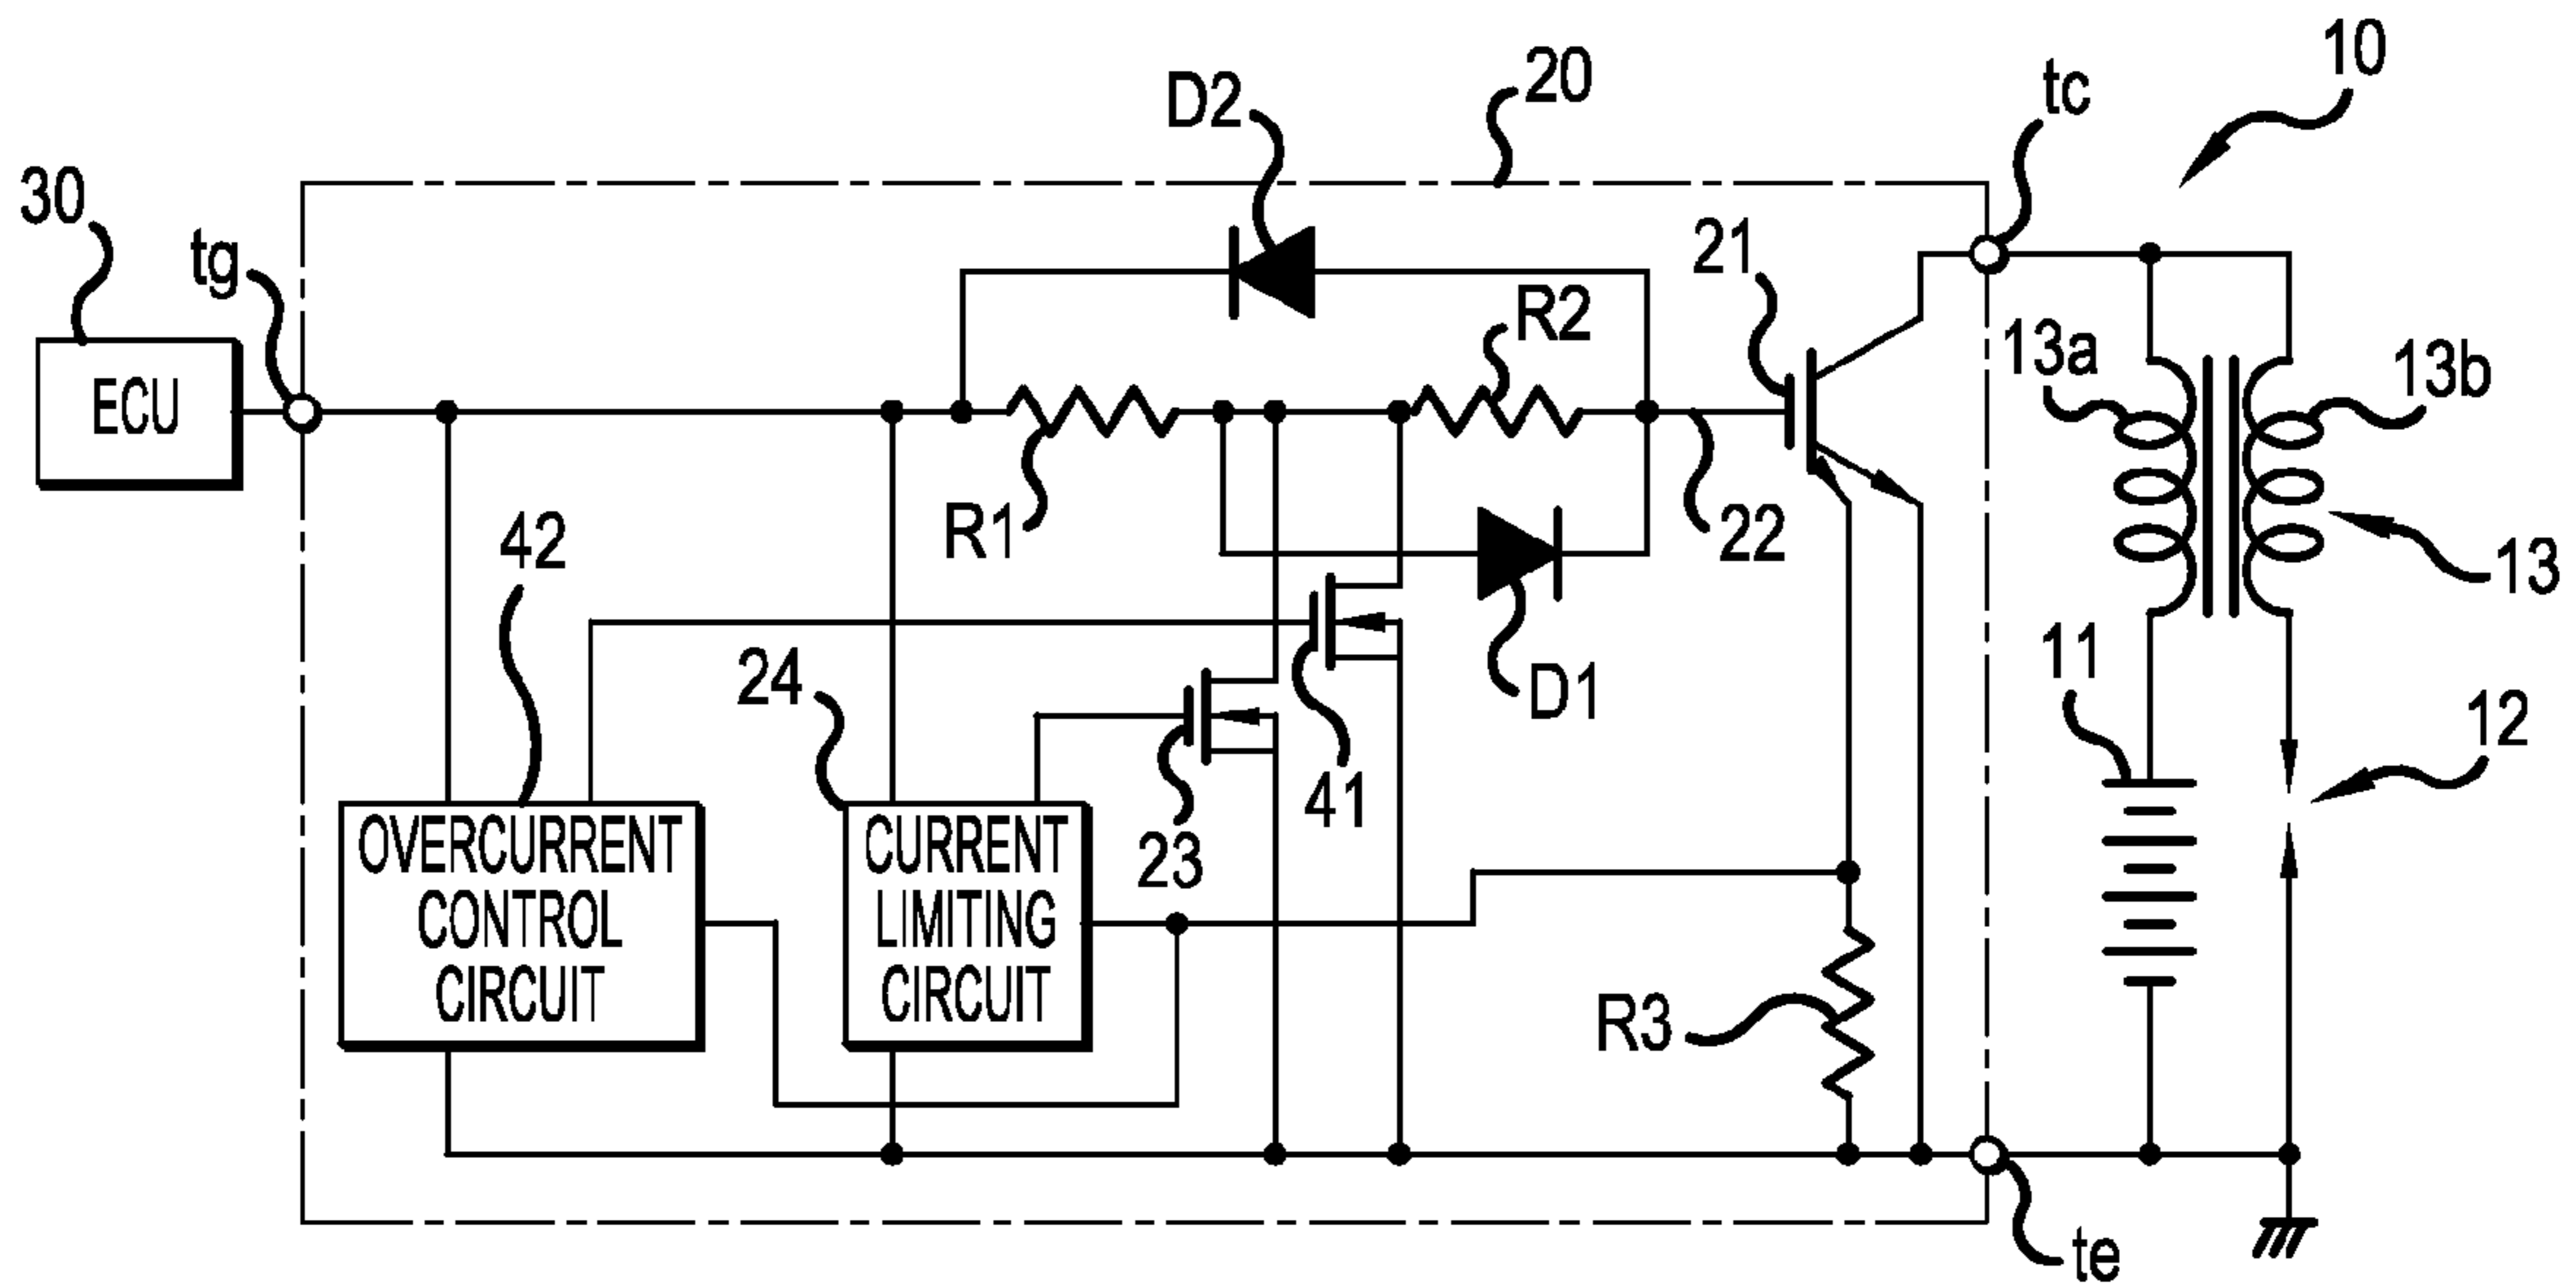 10
tc
20
D2
30
tg
21
R2
13a
13b
ECU
R1
22
42
13
11
24
D1
12
41
23
OVERCURRENT
CONTROL
CIRCUIT
CURRENT
LIMITING
CIRCUIT
R3
te